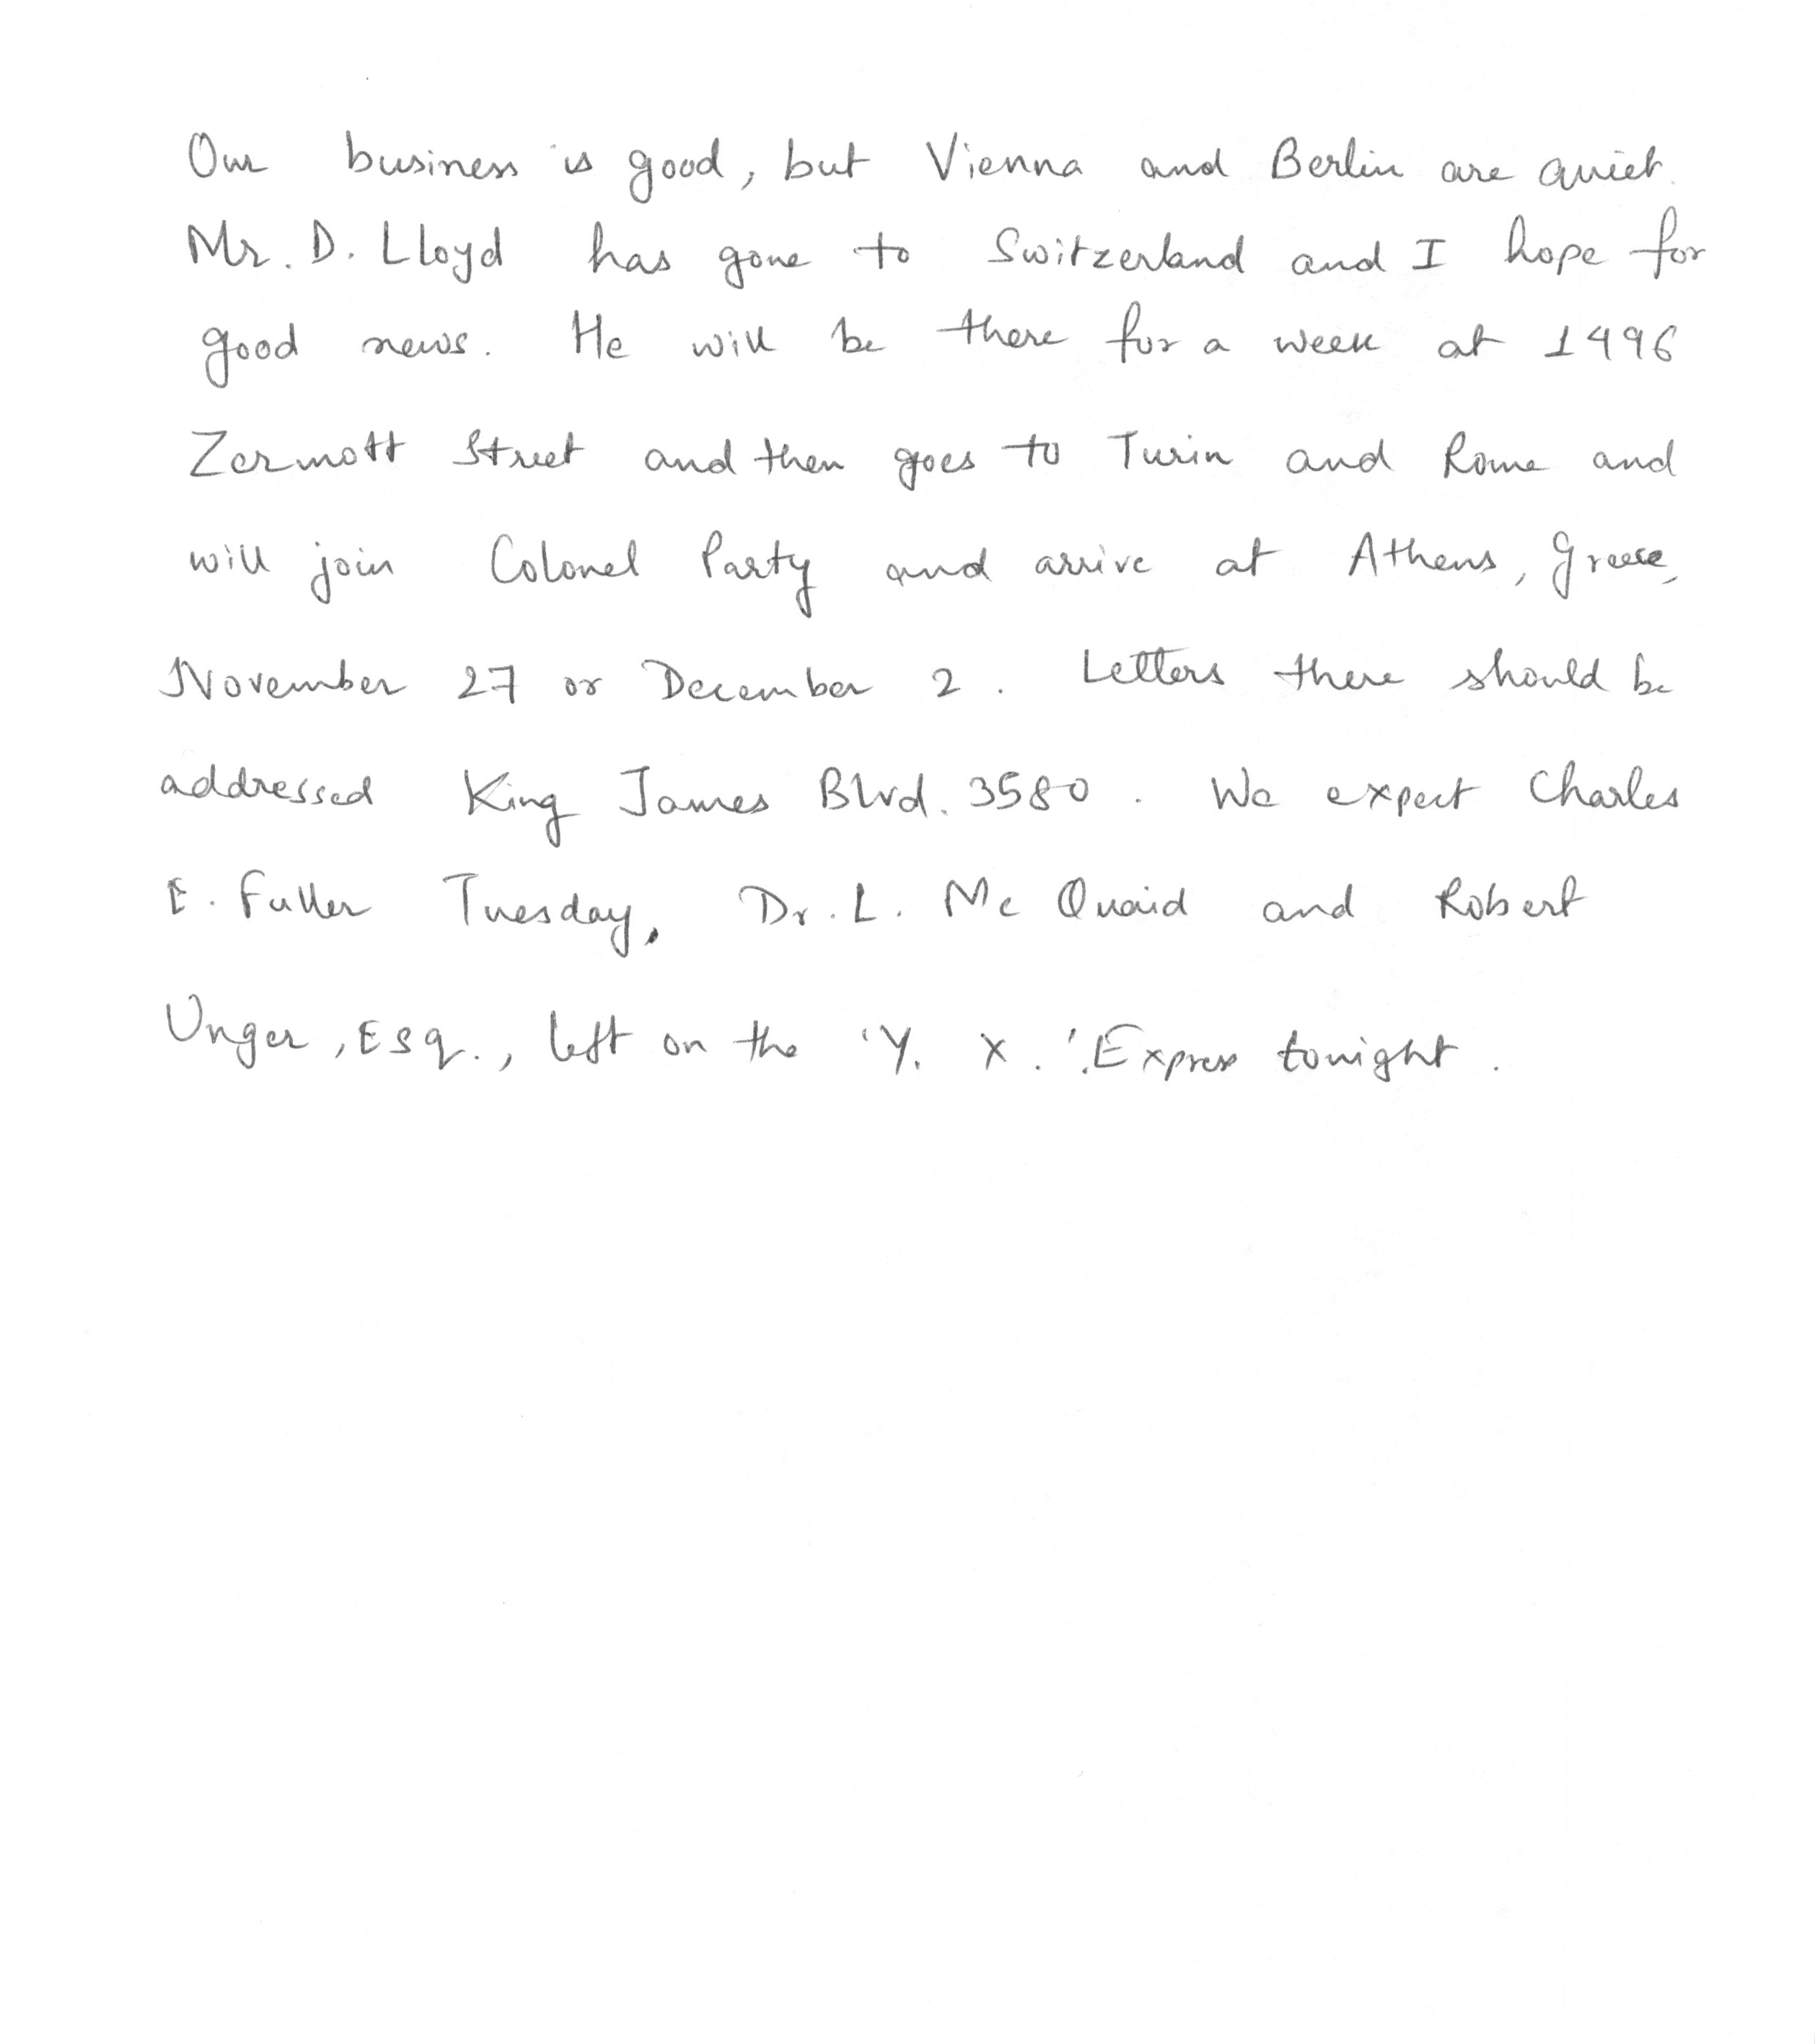 Our business is good, but Vienna and Berlin are quiet.
Mr. D. Lloyd has gone to Switzerland and I hope for
good news. He will be there for a week at 1496
Zermott Street and then goes to Turin and Rome and
will join Colonel Party and arrive at Athens, Greece,
November 27 or December 2. Letters there should be
addressed King James Blvd. 3580. We expect Charles
E. Fuller Tuesday, Dr. L. Mc Quaid and Robert
Unger, Esq., left on the 'Y. X.' Express tonight.